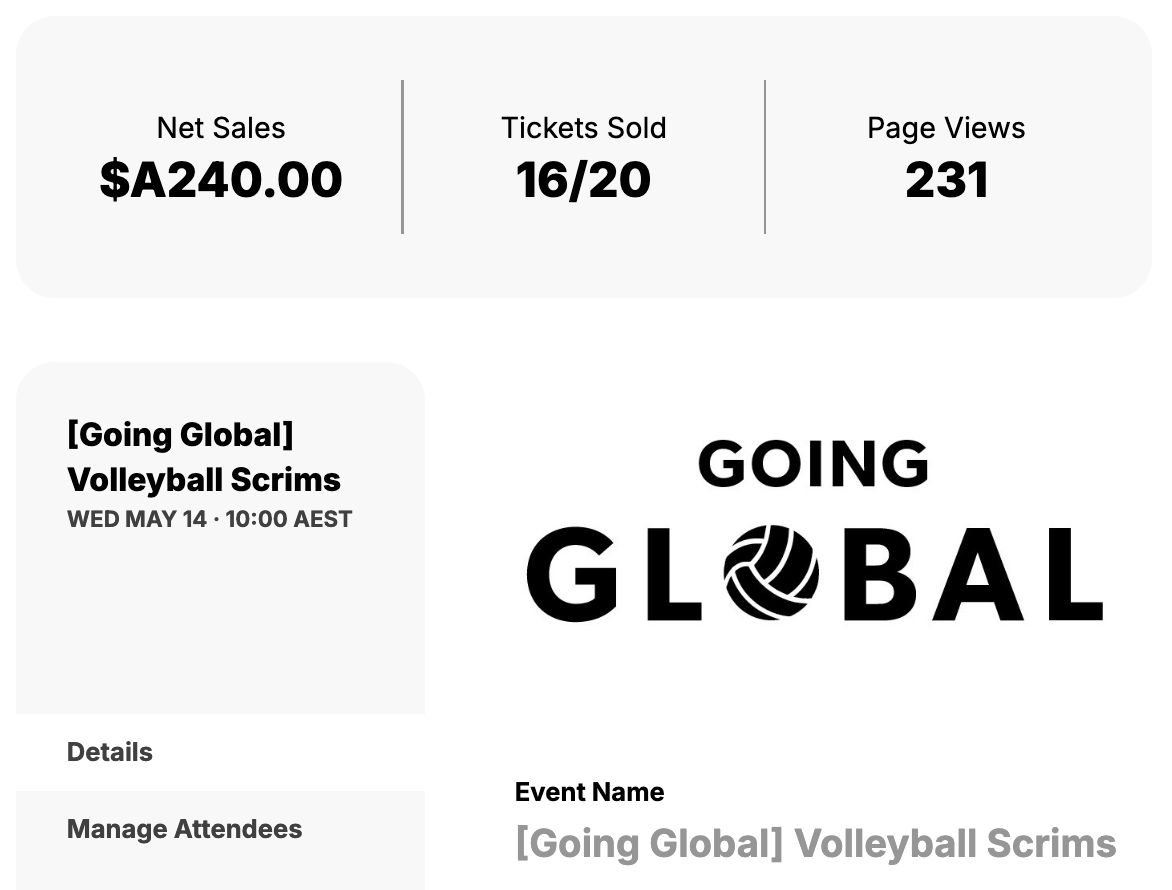 Net Sales
$A240.00
Tickets Sold
16/20
Page Views
231
[Going Global]
Volleyball Scrims
WED MAY 14 · 10:00 AEST
Details
Manage Attendees
GOING
GLOBAL
Event Name
[Going Global] Volleyball Scrims